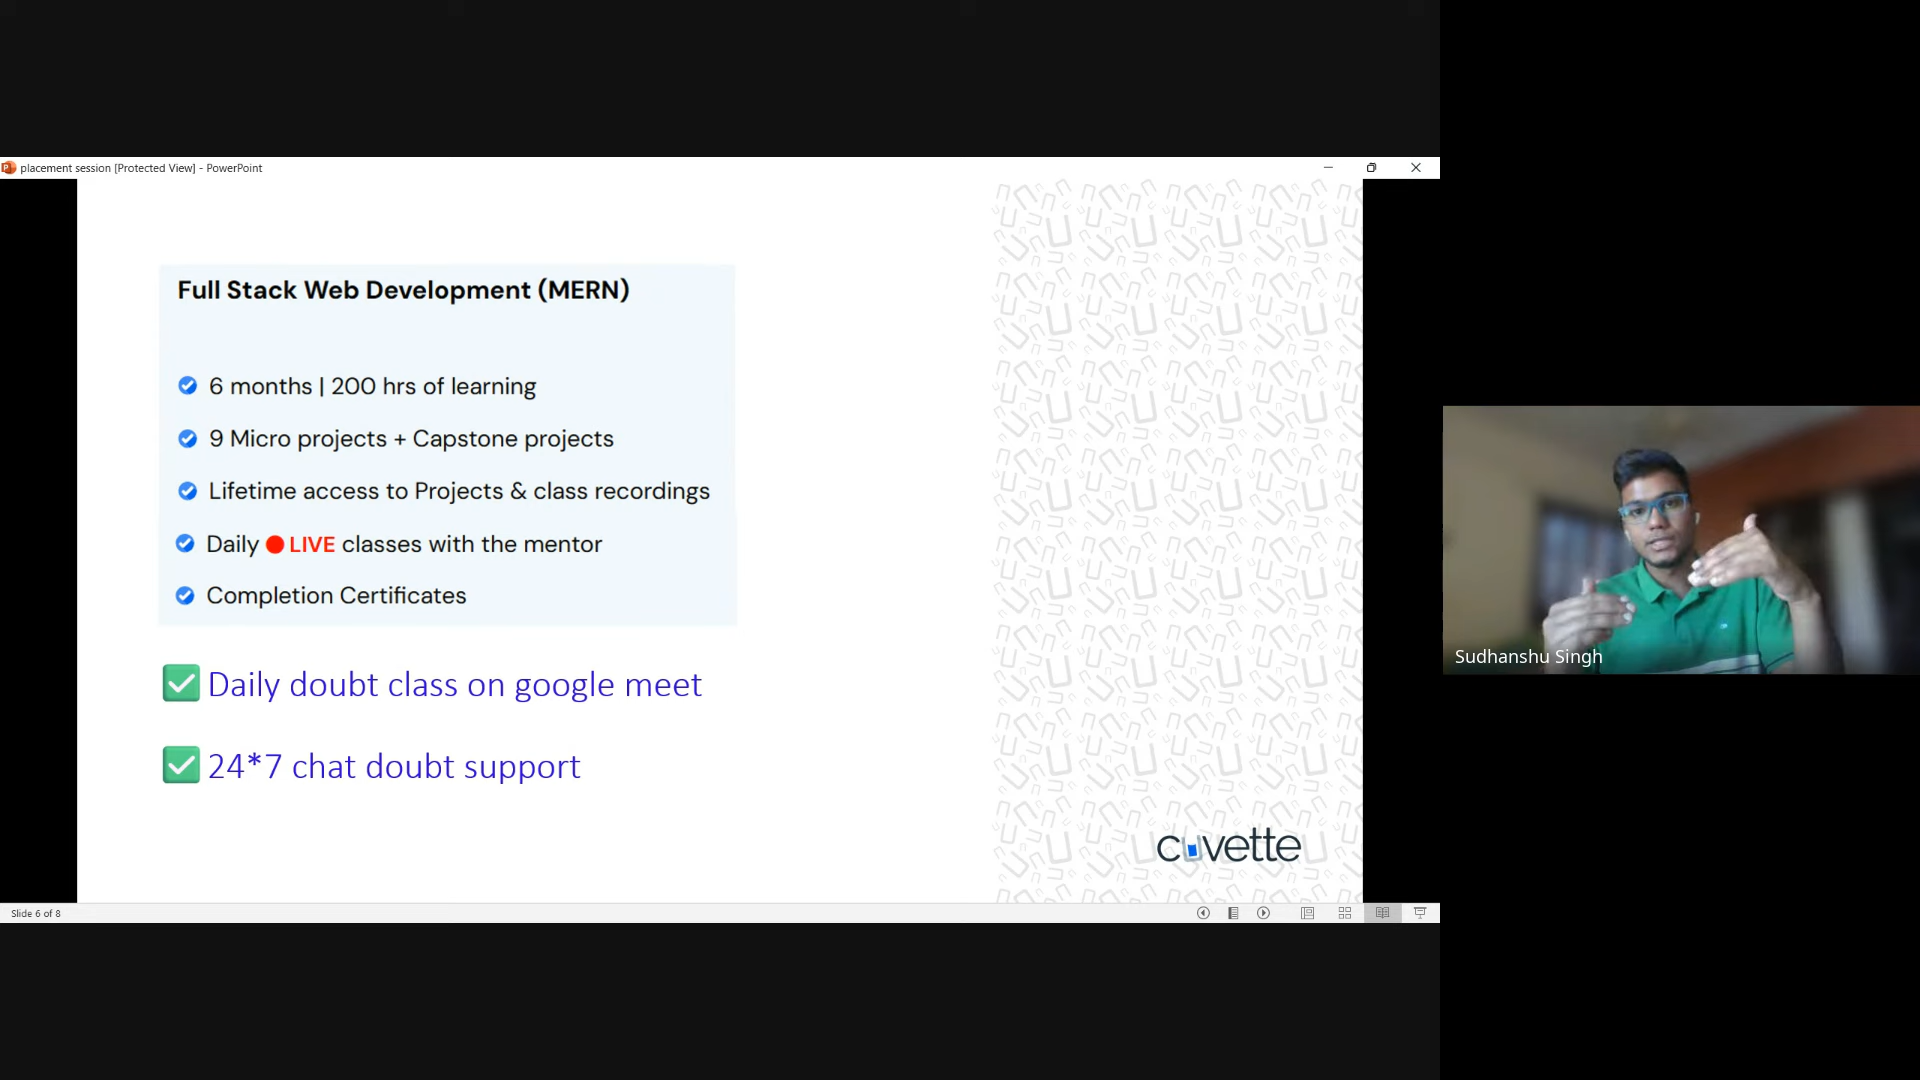 placement session [Protected View] - PowerPoint
Full Stack Web Development (MERN)
6 months | 200 hrs of learning
9 Micro projects + Capstone projects
Lifetime access to Projects & class recordings
Daily LIVE classes with the mentor
Completion Certificates
Daily doubt class on google meet
24*7 chat doubt support
cuvette
Slide 6 of 8
Sudhanshu Singh